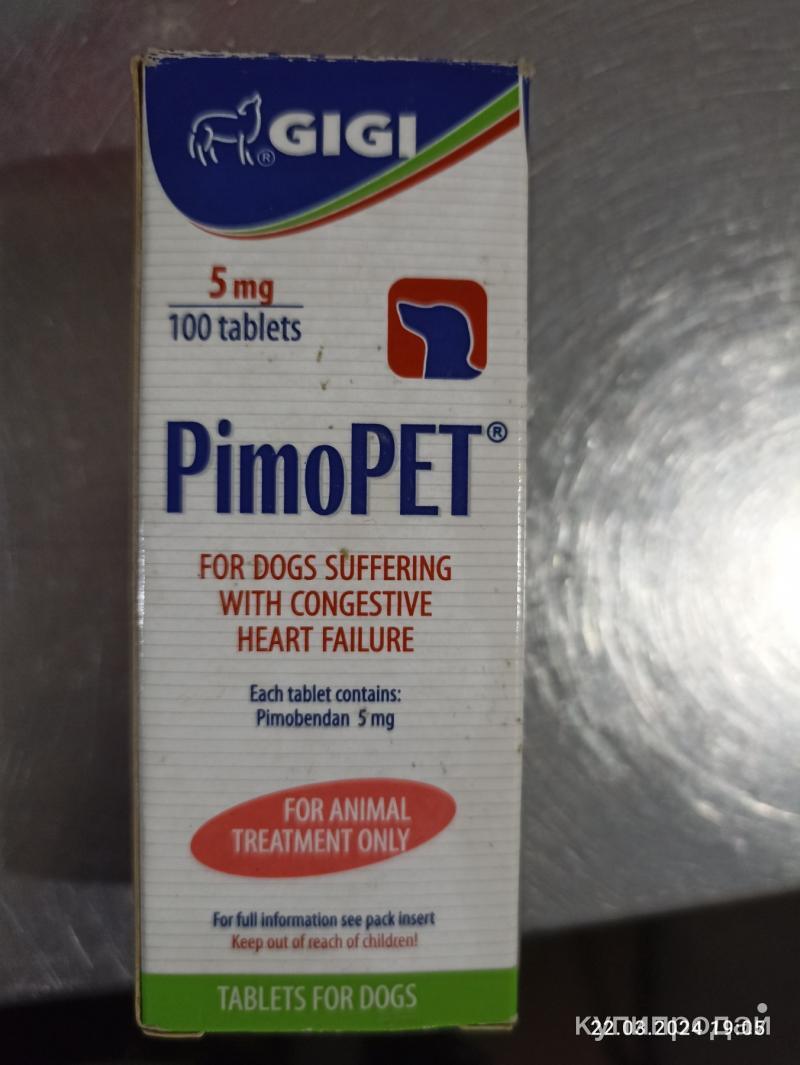 GIGI
®
5 mg
100 tablets
PimoPET®
FOR DOGS SUFFERING
WITH CONGESTIVE
HEART FAILURE
Each tablet contains:
Pimobendan 5 mg
FOR ANIMAL
TREATMENT ONLY
For full information see pack insert
Keep out of reach of children!
TABLETS FOR DOGS
купипродай
22.03.2024 19:05